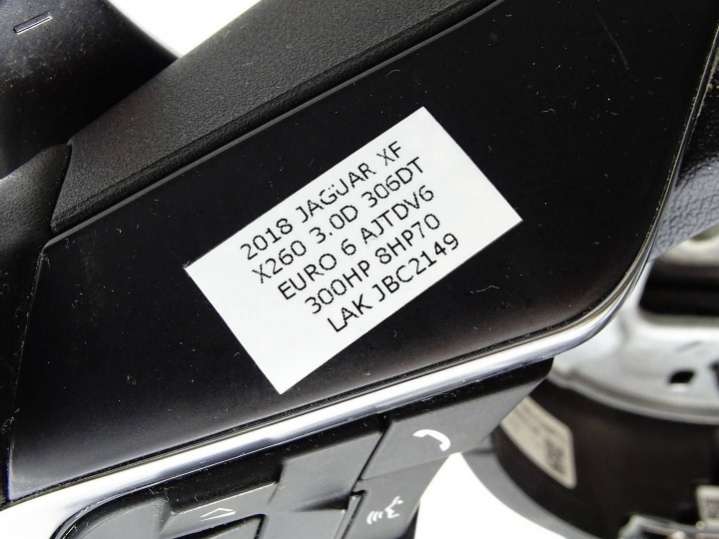 2018 JAGUAR XF
X260 3.0D 306DT
EURO 6 AJTDV6
300HP 8HP70
LAK JBC2149